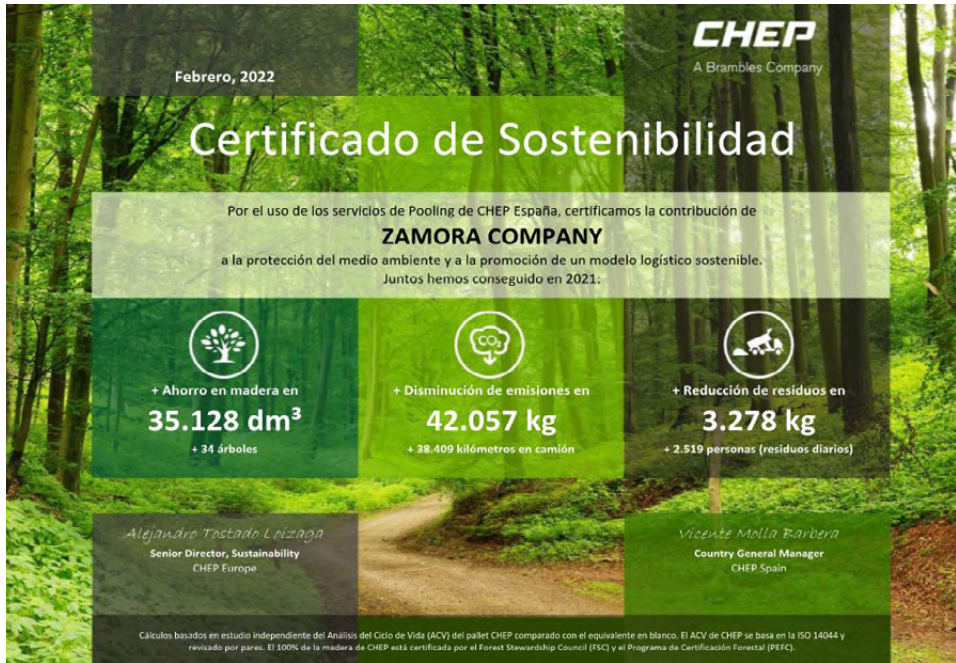 CHEP
A Brambles Company
Febrero, 2022
Certificado de Sostenibilidad
Por el uso de los servicios de Pooling de CHEP España, certificamos la contribución de
ZAMORA COMPANY
a la protección del medio ambiente y a la promoción de un modelo logístico sostenible.
Juntos hemos conseguido en 2021:
+ Ahorro en madera en
35.128 dm³
+ 34 árboles
CO₂
+ Disminución de emisiones en
42.057 kg
+ 38.409 kilómetros en camión
+ Reducción de residuos en
3.278 kg
+ 2.519 personas (residuos diarios)
Alejandro Tostado Loizaga
Senior Director, Sustainability
CHEP Europe
Vicente Molla Barbera
Country General Manager
CHEP Spain
Cálculos basados en estudio independiente del Análisis del Ciclo de Vida (ACV) del pallet CHEP comparado con el equivalente en blanco. El ACV de CHEP se basa en la ISO 14044 y
revisado por pares. El 100% de la madera de CHEP está certificada por el Forest Stewardship Council (FSC) y el Programa de Certificación Forestal (PEFC).